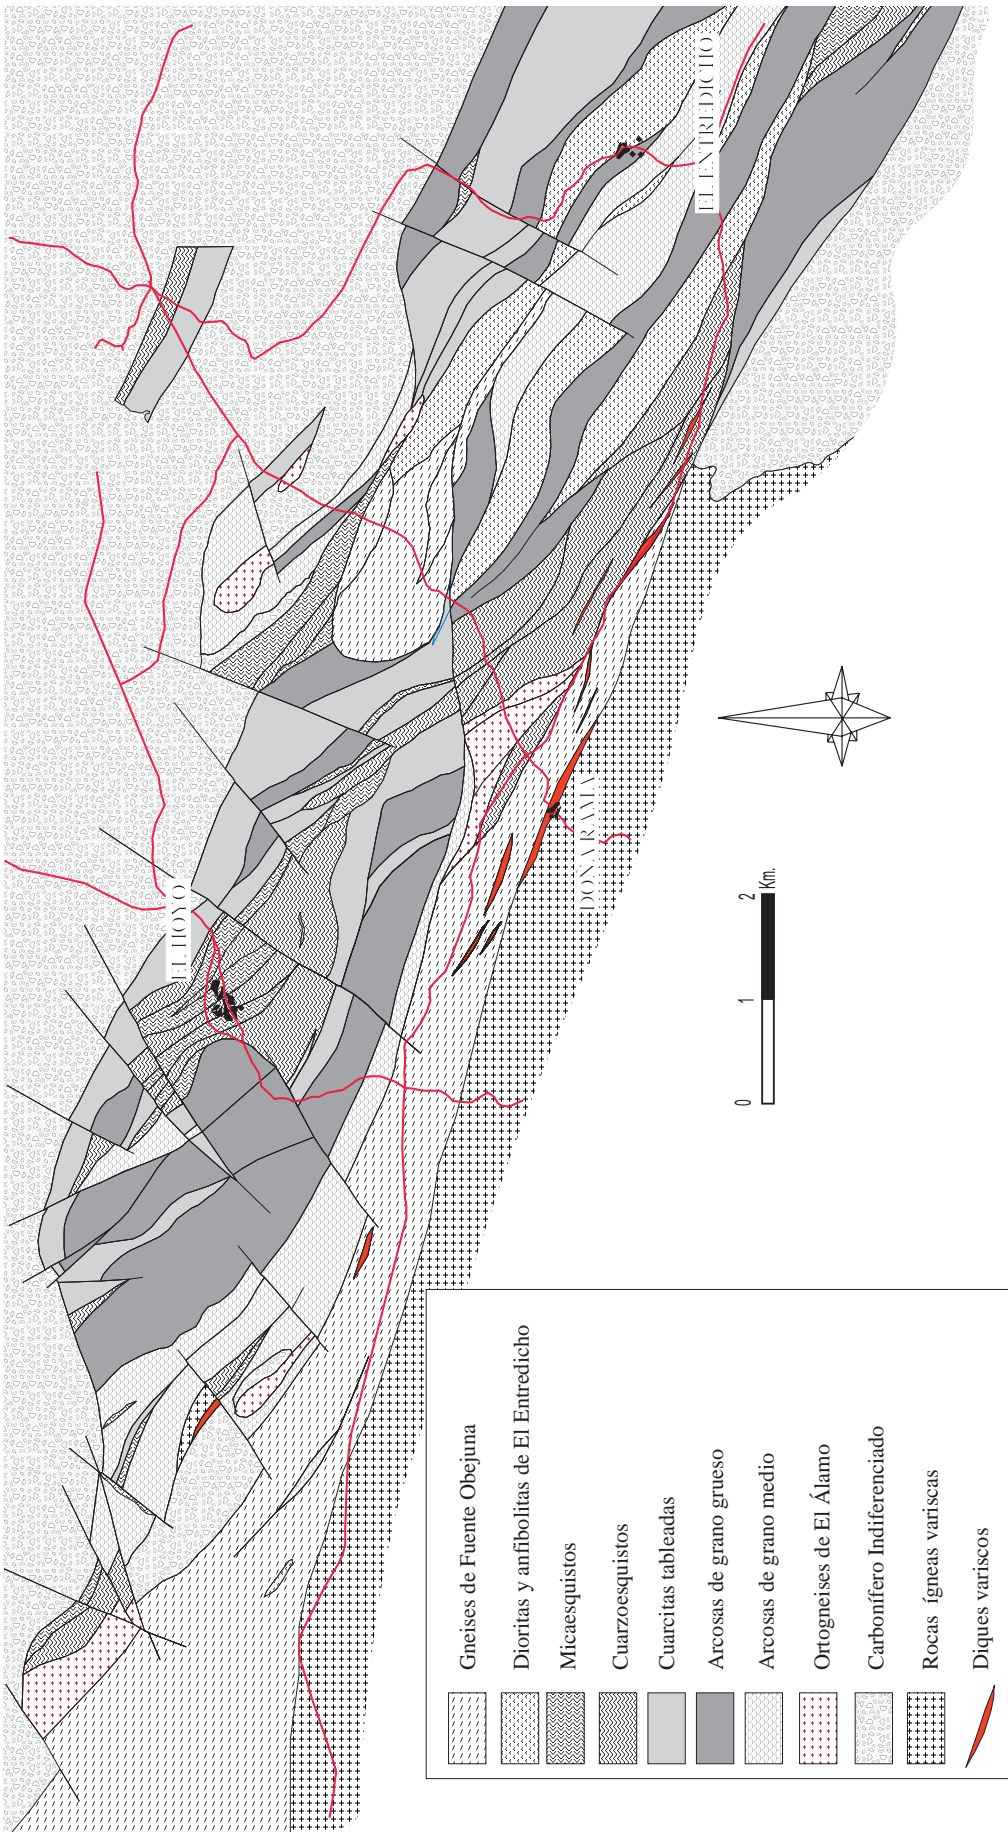 EL HOYO
EL ENTREDICHO
DOÑA RAMA
0 1 2 Km.
Gneises de Fuente Obejuna
Dioritas y anfibolitas de El Entredicho
Micaesquistos
Cuarzoesquistos
Cuarcitas tableadas
Arcosas de grano grueso
Arcosas de grano medio
Ortogneises de El Álamo
Carbonífero Indiferenciado
Rocas ígneas variscas
Diques variscos